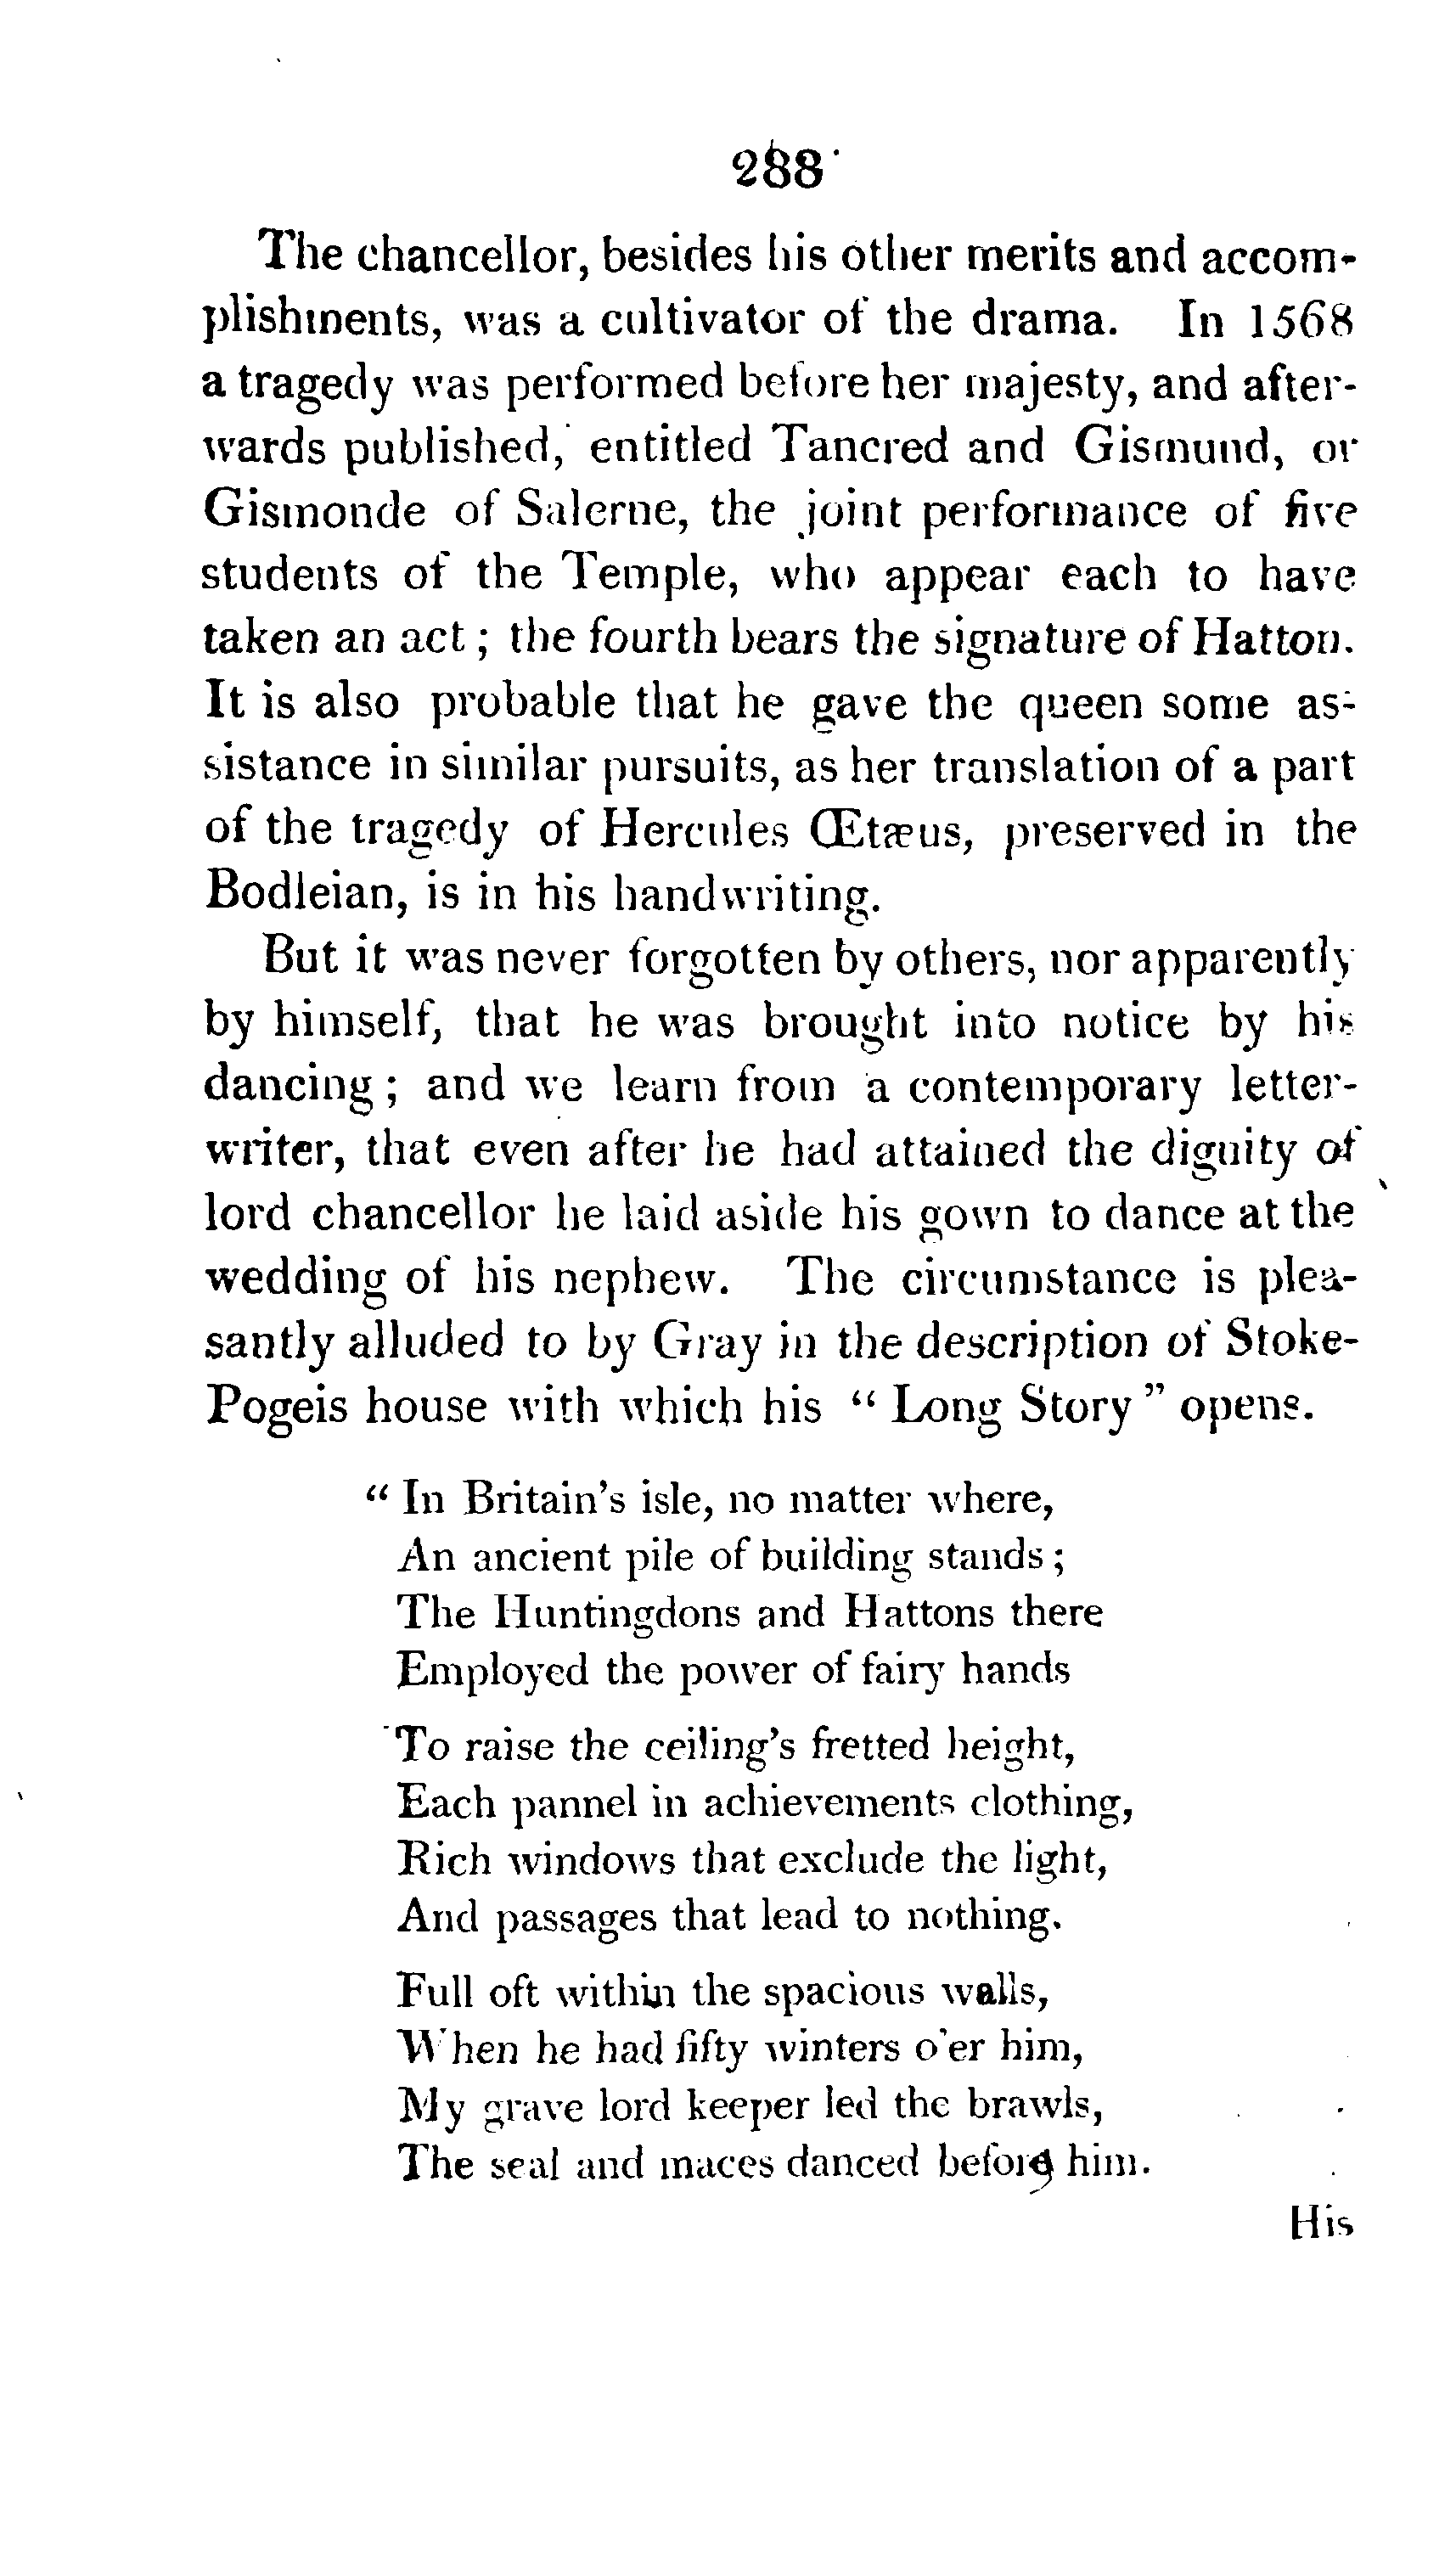 288
The chancellor, besides his other merits and accom-
plishments, was a cultivator of the drama. In 1568
a tragedy was performed before her majesty, and after-
wards published, entitled Tancred and Gismund, or
Gismonde of Salerne, the joint performance of five
students of the Temple, who appear each to have
taken an act ; the fourth bears the signature of Hatton.
It is also probable that he gave the queen some as-
sistance in similar pursuits, as her translation of a part
of the tragedy of Hercules Œtæus, preserved in the
Bodleian, is in his handwriting.
But it was never forgotten by others, nor apparently
by himself, that he was brought into notice by his
dancing ; and we learn from a contemporary letter-
writer, that even after he had attained the dignity of
lord chancellor he laid aside his gown to dance at the
wedding of his nephew. The circumstance is plea-
santly alluded to by Gray in the description of Stoke-
Pogeis house with which his " Long Story " opens.
" In Britain's isle, no matter where,
An ancient pile of building stands ;
The Huntingdons and Hattons there
Employed the power of fairy hands
To raise the ceiling's fretted height,
Each pannel in achievements clothing,
Rich windows that exclude the light,
And passages that lead to nothing.
Full oft within the spacious walls,
When he had fifty winters o'er him,
My grave lord keeper led the brawls,
The seal and maces danced before him.
His